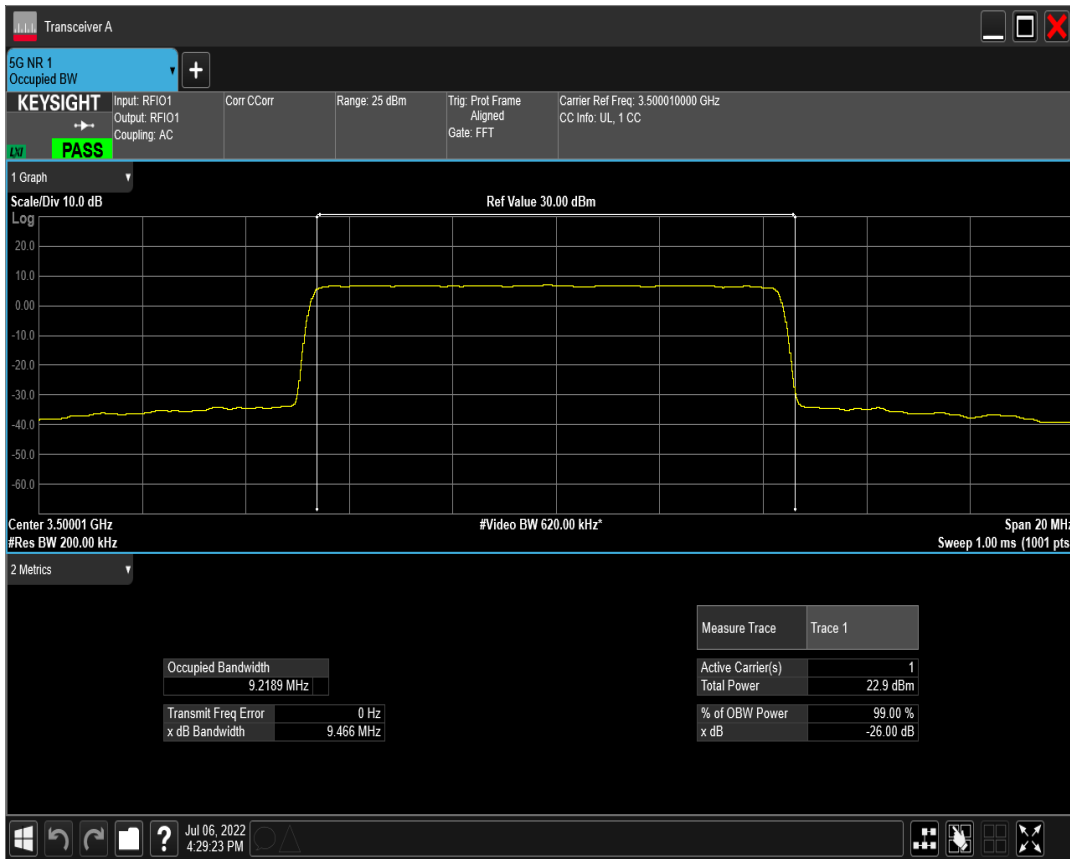 Transceiver A
5G NR 1
Occupied BW
KEYSIGHT
LXI
PASS
Input: RFIO1
Output: RFIO1
Coupling: AC
Corr CCorr
Range: 25 dBm
Trig: Prot Frame
Aligned
Gate: FFT
Carrier Ref Freq: 3.500010000 GHz
CC Info: UL, 1 CC
1 Graph
Scale/Div 10.0 dB
Ref Value 30.00 dBm
Log
20.0
10.0
0.00
-10.0
-20.0
-30.0
-40.0
-50.0
-60.0
Center 3.50001 GHz
#Video BW 620.00 kHz*
Span 20 MHz
#Res BW 200.00 kHz
Sweep 1.00 ms (1001 pts
2 Metrics
Measure Trace Trace 1
Occupied Bandwidth
9.2189 MHz
Active Carrier(s) 1
Total Power 22.9 dBm
Transmit Freq Error 0 Hz
x dB Bandwidth 9.466 MHz
% of OBW Power 99.00 %
x dB -26.00 dB
?
Jul 06, 2022
4:29:23 PM